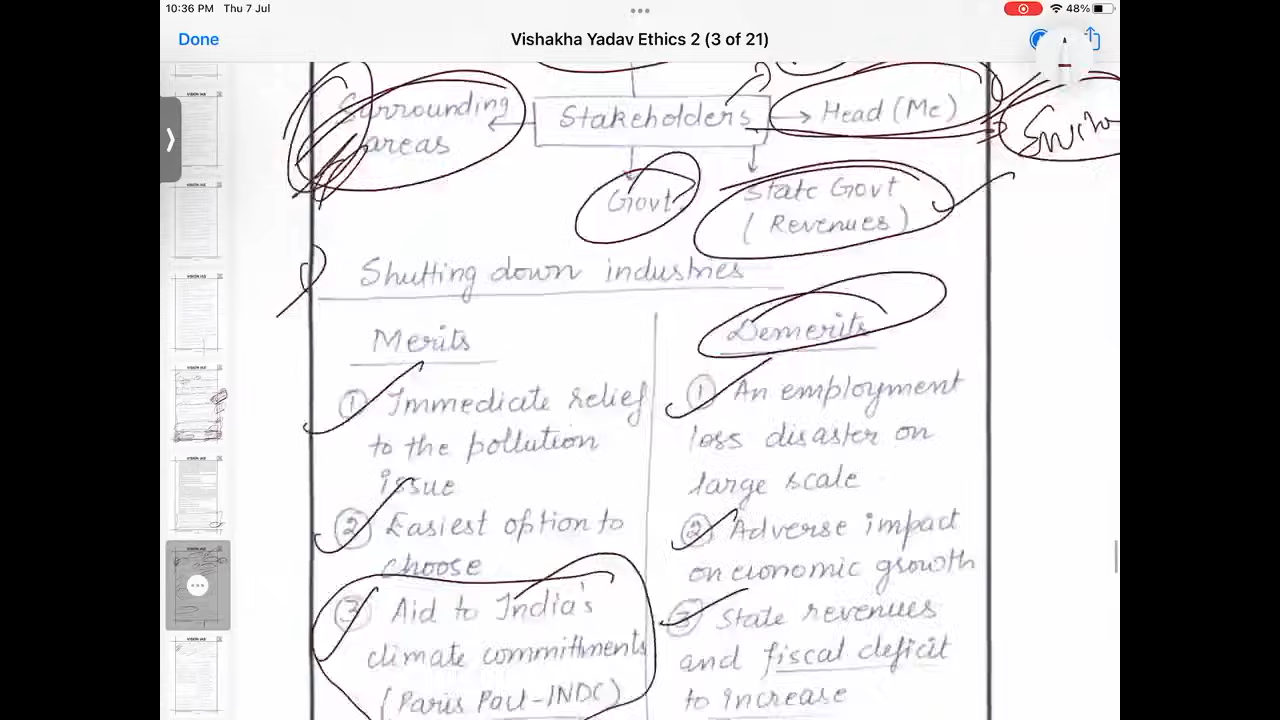 10:36 PM Thu 7 Jul
48%
Done
Vishakha Yadav Ethics 2 (3 of 21)
Surrounding areas
Stakeholders
Head (Me)
Govt.
State Govt
(Revenues)
Shutting down industries
Merits
① Immediate relief
to the pollution
issue
② Easiest option to
choose
③ Aid to India's
climate committments
(Paris Pact-INDC)
Demerits
① An employment
loss disaster on
large scale
② Adverse impact
on economic growth
③ State revenues
and fiscal deficit
to increase